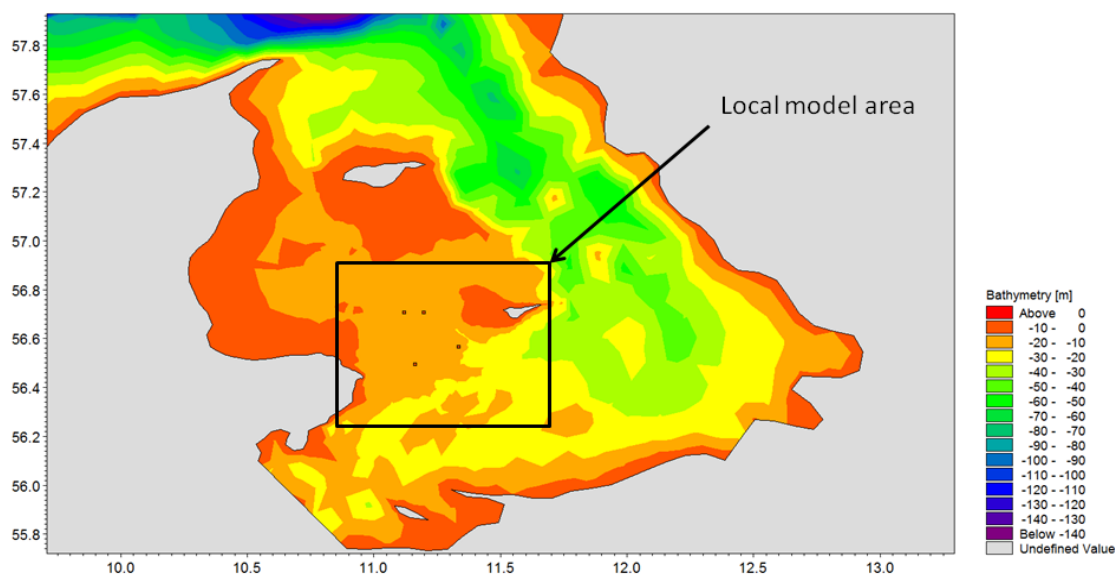 57.8
57.6
57.4
57.2
57.0
56.8
56.6
56.4
56.2
56.0
55.8
10.0 10.5 11.0 11.5 12.0 12.5 13.0
Local model area
Bathymetry [m]
Above 0
-10 - 0
-20 - -10
-30 - -20
-40 - -30
-50 - -40
-60 - -50
-70 - -60
-80 - -70
-90 - -80
-100 - -90
-110 - -100
-120 - -110
-130 - -120
-140 - -130
Below -140
Undefined Value